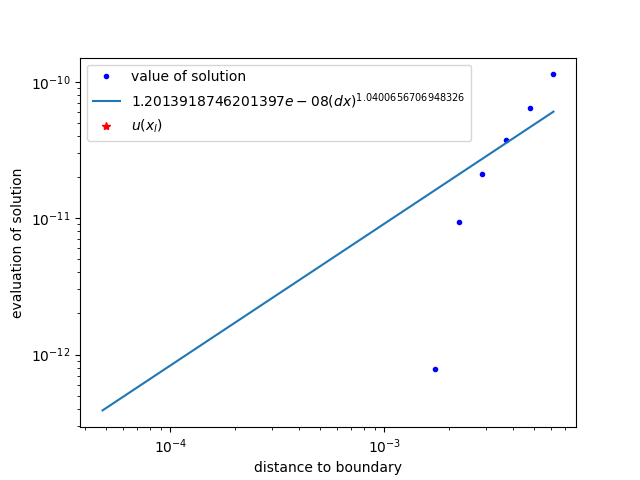 value of solution
1.2013918746201397e − 08(dx)^1.0400656706948326
u(x_l)
10^−10
10^−11
10^−12
evaluation of solution
10^−4 10^−3
distance to boundary